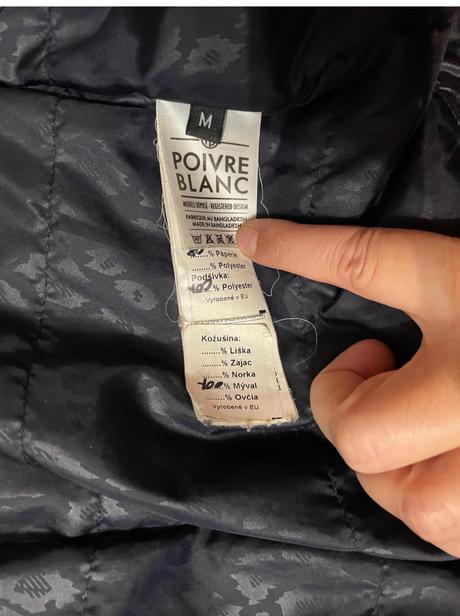 M
POIVRE
BLANC
MODÈLE DÉPOSÉ - REGISTERED DESIGN
FABRIQUÉ AU BANGLADESH
MADE IN BANGLADESH
% Páperie
........% Polyester
Podšívka:
100 % Polyester
Vyrobené v EU
Kožušina:
........% Líška
........% Zajac
........% Norka
100 % Mýval
........% Ovčia
Vyrobené v EU